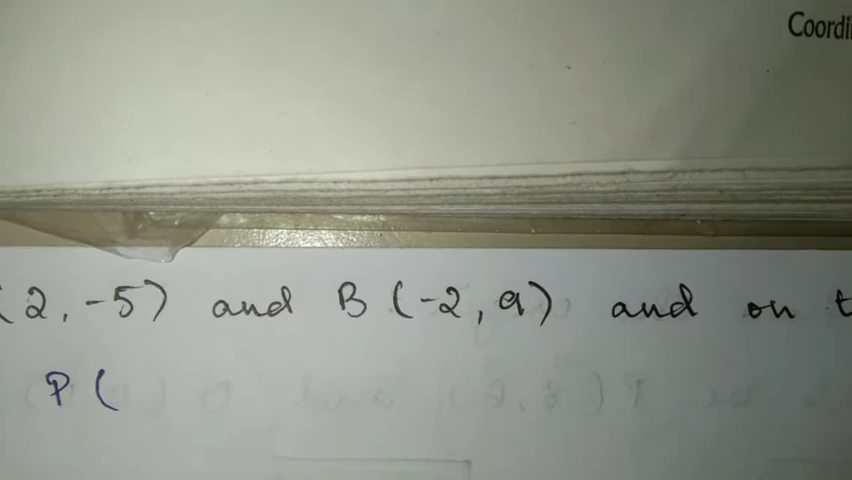 Coordi
(2,-5) and B (-2, 9) and on t
P(